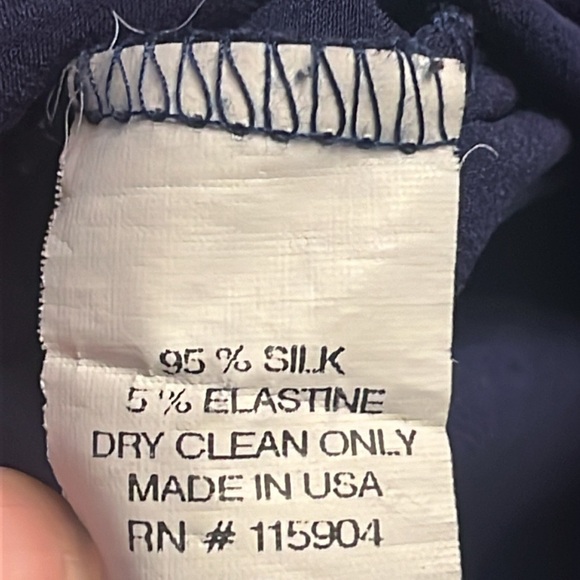 95 % SILK
5 % ELASTINE
DRY CLEAN ONLY
MADE IN USA
RN # 115904